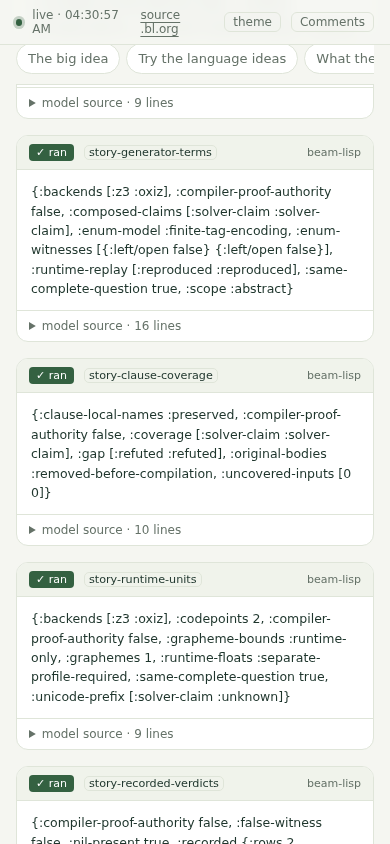 live · 04:30:57 AM
source .bl.org
theme
Comments
The big idea
Try the language ideas
What the
▶ model source · 9 lines
✓ ran
story-generator-terms
beam-lisp
{:backends [:z3 :oxiz], :compiler-proof-authority
false, :composed-claims [:solver-claim :solver-
claim], :enum-model :finite-tag-encoding, :enum-
witnesses [{:left/open false} {:left/open false}],
:runtime-replay [:reproduced :reproduced], :same-
complete-question true, :scope :abstract}
▶ model source · 16 lines
✓ ran
story-clause-coverage
beam-lisp
{:clause-local-names :preserved, :compiler-proof-
authority false, :coverage [:solver-claim :solver-
claim], :gap [:refuted :refuted], :original-bodies
:removed-before-compilation, :uncovered-inputs [0
0]}
▶ model source · 10 lines
✓ ran
story-runtime-units
beam-lisp
{:backends [:z3 :oxiz], :codepoints 2, :compiler-
proof-authority false, :grapheme-bounds :runtime-
only, :graphemes 1, :runtime-floats :separate-
profile-required, :same-complete-question true,
:unicode-prefix [:solver-claim :unknown]}
▶ model source · 9 lines
✓ ran
story-recorded-verdicts
beam-lisp
{:compiler-proof-authority false, :false-witness
false, :nil-present true, :recorded {:rows 2,